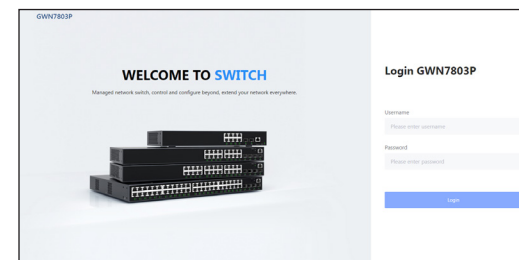 GWN7803P
WELCOME TO SWITCH
Managed network switch, control and configure beyond, extend your network everywhere.
Login GWN7803P
Username
Please enter username
Password
Please enter password
Login